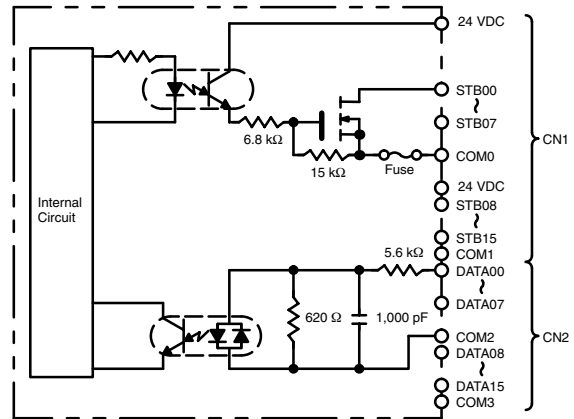 24 VDC
STB00
~
STB07
6.8 kΩ
15 kΩ
Fuse
COM0
CN1
24 VDC
STB08
~
STB15
COM1
Internal
Circuit
5.6 kΩ
DATA00
~
DATA07
620 Ω
1,000 pF
COM2
DATA08
~
DATA15
COM3
CN2